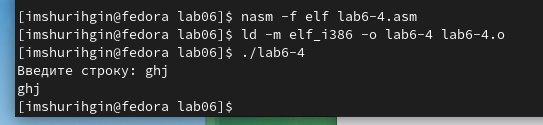 [imshurihgin@fedora lab06]$ nasm -f elf lab6-4.asm
[imshurihgin@fedora lab06]$ ld -m elf_i386 -o lab6-4 lab6-4.o
[imshurihgin@fedora lab06]$ ./lab6-4
Введите строку: ghj
ghj
[imshurihgin@fedora lab06]$